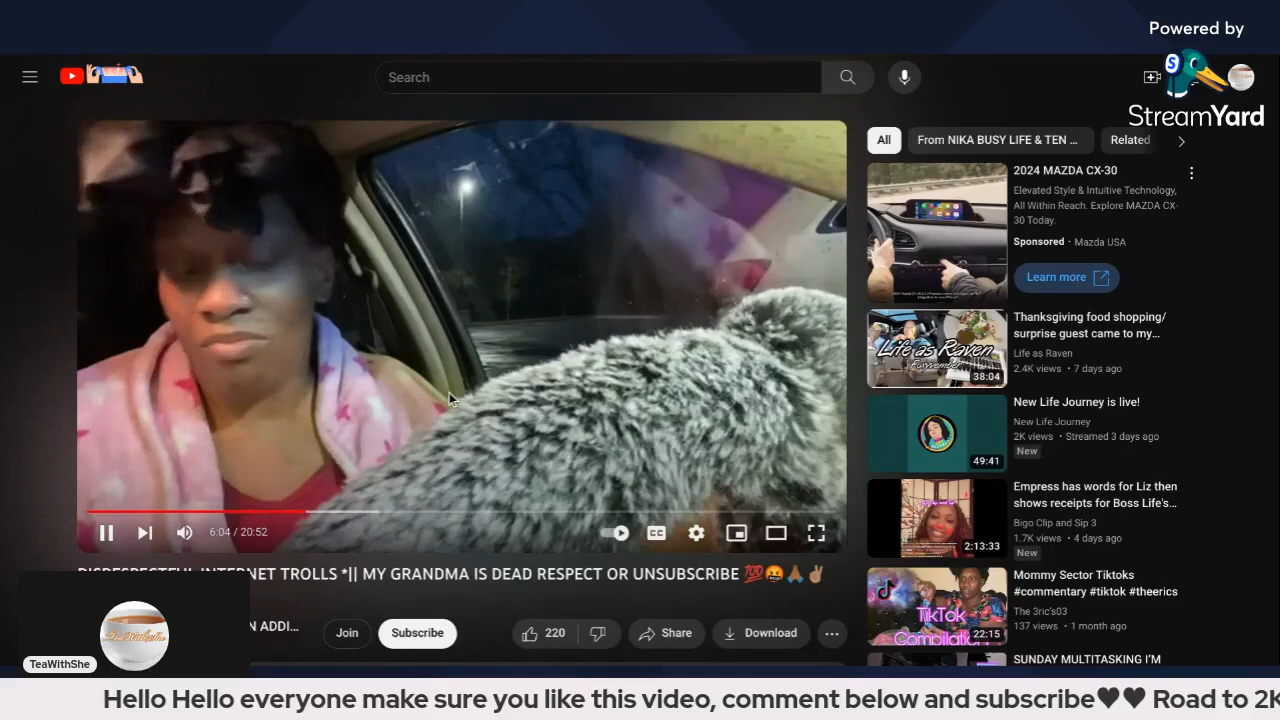 Powered by
StreamYard
Search
All
From NIKA BUSY LIFE & TEN ...
Related
2024 MAZDA CX-30
Elevated Style & Intuitive Technology,
All Within Reach. Explore MAZDA CX-
30 Today.
Sponsored · Mazda USA
Learn more
Thanksgiving food shopping/
surprise guest came to my...
Life as Raven
2.4K views · 7 days ago
Life as Raven
38:04
New Life Journey is live!
New Life Journey
2K views · Streamed 3 days ago
New
49:41
Empress has words for Liz then
shows receipts for Boss Life's...
Bigo Clip and Sip 3
1.7K views · 4 days ago
New
2:13:33
Mommy Sector Tiktoks
#commentary #tiktok #theerics
The 3ric's03
137 views · 1 month ago
TikTok
Compilation
22:15
SUNDAY MULTITASKING I'M
6:04 / 20:52
CC
DISRESPECTFUL INTERNET TROLLS *|| MY GRANDMA IS DEAD RESPECT OR UNSUBSCRIBE 💯🤬🙏🏾✌🏽
N ADDI...
Join
Subscribe
220
Share
Download
TeaWithShe
Hello Hello everyone make sure you like this video, comment below and subscribe♥♥ Road to 2K